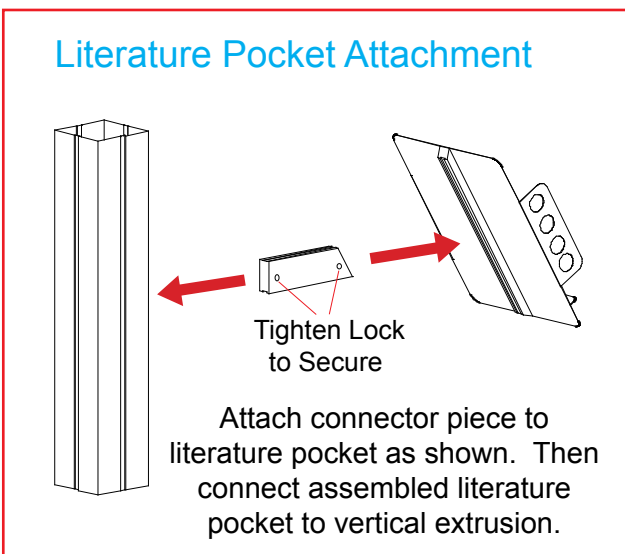 Literature Pocket Attachment
Tighten Lock
to Secure
Attach connector piece to
literature pocket as shown.  Then
connect assembled literature
pocket to vertical extrusion.